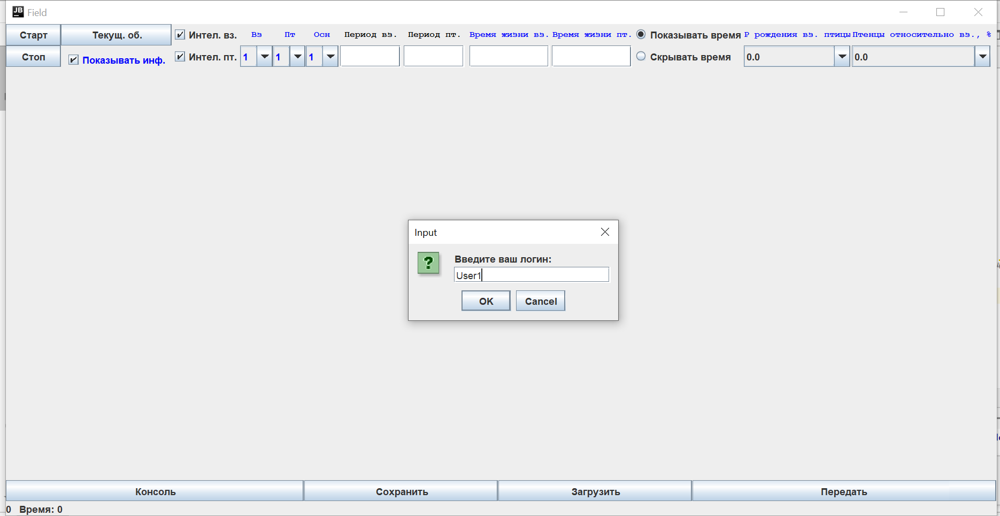 JB Field
Старт Текущ. об. Интел. вз. Вз Пт Осн Период вз. Период пт. Время жизни вз. Время жизни пт. Показывать время Р рождения вз. птицы Птенцы относительно вз., %
Стоп Показывать инф. Интел. пт. 1 1 1 Скрывать время 0.0 0.0
Input
Введите ваш логин:
User1
OK Cancel
Консоль Сохранить Загрузить Передать
0 Время: 0